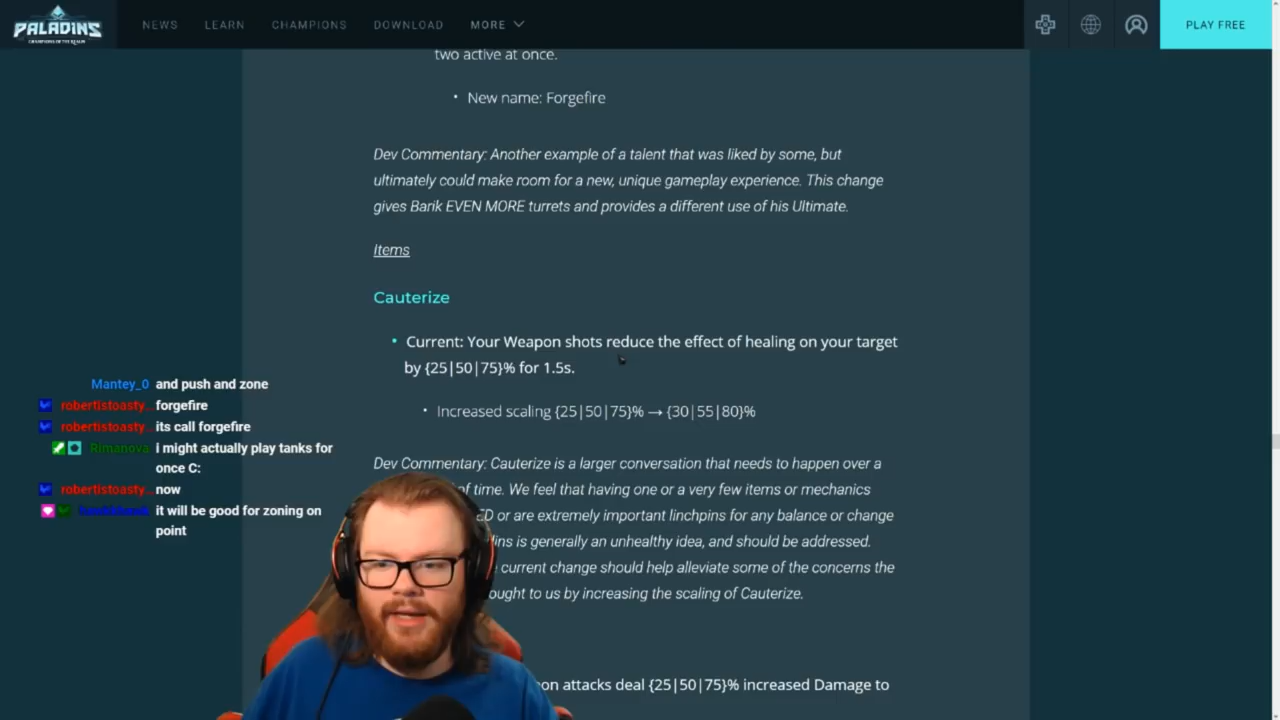 PALADINS
CHAMPIONS OF THE REALM
NEWS LEARN CHAMPIONS DOWNLOAD MORE PLAY FREE
two active at once.
• New name: Forgefire
Dev Commentary: Another example of a talent that was liked by some, but
ultimately could make room for a new, unique gameplay experience. This change
gives Barik EVEN MORE turrets and provides a different use of his Ultimate.
Items
Cauterize
• Current: Your Weapon shots reduce the effect of healing on your target
by {25|50|75}% for 1.5s.
• Increased scaling {25|50|75}% → {30|55|80}%
Dev Commentary: Cauterize is a larger conversation that needs to happen over a
of time. We feel that having one or a very few items or mechanics
ED or are extremely important linchpins for any balance or change
ins is generally an unhealthy idea, and should be addressed.
current change should help alleviate some of the concerns the
ought to us by increasing the scaling of Cauterize.
on attacks deal {25|50|75}% increased Damage to
Mantey_0 and push and zone
robertistoasty... forgefire
robertistoasty... its call forgefire
Rimanova i might actually play tanks for
once C:
robertistoasty... now
it will be good for zoning on
point